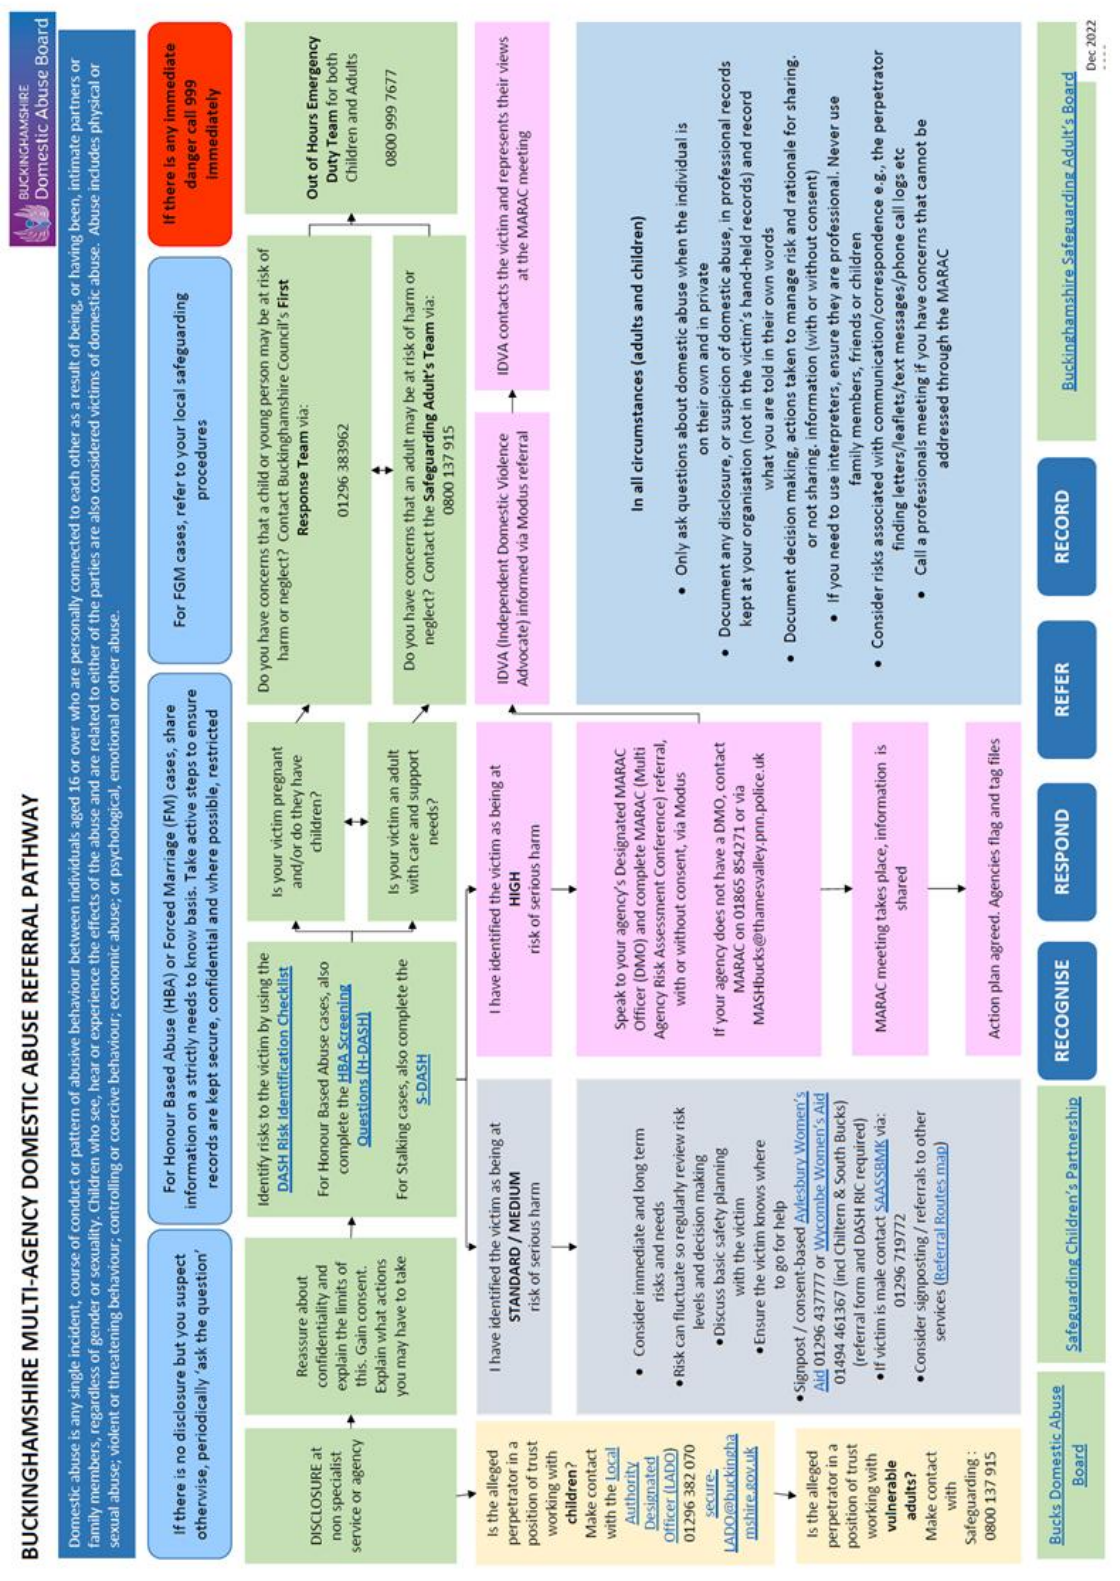 BUCKINGHAMSHIRE MULTI-AGENCY DOMESTIC ABUSE REFERRAL PATHWAY
BUCKINGHAMSHIRE
Domestic Abuse Board
Domestic abuse is any single incident, course of conduct or pattern of abusive behaviour between individuals aged 16 or over who are personally connected to each other as a result of being, or having been, intimate partners or
family members, regardless of gender or sexuality. Children who see, hear or experience the effects of the abuse and are related to either of the parties are also considered victims of domestic abuse. Abuse includes physical or
sexual abuse; violent or threatening behaviour; controlling or coercive behaviour; economic abuse; or psychological, emotional or other abuse.
If there is no disclosure but you suspect
otherwise, periodically 'ask the question'
For Honour Based Abuse (HBA) or Forced Marriage (FM) cases, share
information on a strictly needs to know basis. Take active steps to ensure
records are kept secure, confidential and where possible, restricted
For FGM cases, refer to your local safeguarding
procedures
If there is any immediate
danger call 999
immediately
DISCLOSURE at
non specialist
service or agency
Reassure about
confidentiality and
explain the limits of
this. Gain consent.
Explain what actions
you may have to take
Identify risks to the victim by using the
DASH Risk Identification Checklist
For Honour Based Abuse cases, also
complete the HBA Screening
Questions (H-DASH)
For Stalking cases, also complete the
S-DASH
Is your victim pregnant
and/or do they have
children?
Is your victim an adult
with care and support
needs?
Do you have concerns that a child or young person may be at risk of
harm or neglect? Contact Buckinghamshire Council's First
Response Team via:
01296 383962
Do you have concerns that an adult may be at risk of harm or
neglect? Contact the Safeguarding Adult's Team via:
0800 137 915
Out of Hours Emergency
Duty Team for both
Children and Adults
0800 999 7677
Is the alleged
perpetrator in a
position of trust
working with
children?
Make contact
with the Local
Authority
Designated
Officer (LADO)
01296 382 070
secure-
LADO@buckingha
mshire.gov.uk
Is the alleged
perpetrator in a
position of trust
working with
vulnerable
adults?
Make contact
with
Safeguarding :
0800 137 915
I have identified the victim as being at
STANDARD / MEDIUM
risk of serious harm
• Consider immediate and long term
risks and needs
• Risk can fluctuate so regularly review risk
levels and decision making
• Discuss basic safety planning
with the victim
• Ensure the victim knows where
to go for help
• Signpost / consent-based Aylesbury Women's
Aid 01296 437777 or Wycombe Women's Aid
01494 461367 (incl Chiltern & South Bucks)
(referral form and DASH RIC required)
• If victim is male contact SAASSBMK via:
01296 719772
• Consider signposting / referrals to other
services (Referral Routes map)
I have identified the victim as being at
HIGH
risk of serious harm
Speak to your agency's Designated MARAC
Officer (DMO) and complete MARAC (Multi
Agency Risk Assessment Conference) referral,
with or without consent, via Modus
If your agency does not have a DMO, contact
MARAC on 01865 854271 or via
MASHbucks@thamesvalley.pnn.police.uk
MARAC meeting takes place, information is
shared
Action plan agreed. Agencies flag and tag files
IDVA (Independent Domestic Violence
Advocate) informed via Modus referral
IDVA contacts the victim and represents their views
at the MARAC meeting
In all circumstances (adults and children)
• Only ask questions about domestic abuse when the individual is
on their own and in private
• Document any disclosure, or suspicion of domestic abuse, in professional records
kept at your organisation (not in the victim's hand-held records) and record
what you are told in their own words
• Document decision making, actions taken to manage risk and rationale for sharing.
or not sharing. information (with or without consent)
• If you need to use interpreters, ensure they are professional. Never use
family members, friends or children
• Consider risks associated with communication/correspondence e.g., the perpetrator
finding letters/leaflets/text messages/phone call logs etc
• Call a professionals meeting if you have concerns that cannot be
addressed through the MARAC
Bucks Domestic Abuse
Board
Safeguarding Children's Partnership
RECOGNISE
RESPOND
REFER
RECORD
Buckinghamshire Safeguarding Adult's Board
Dec 2022